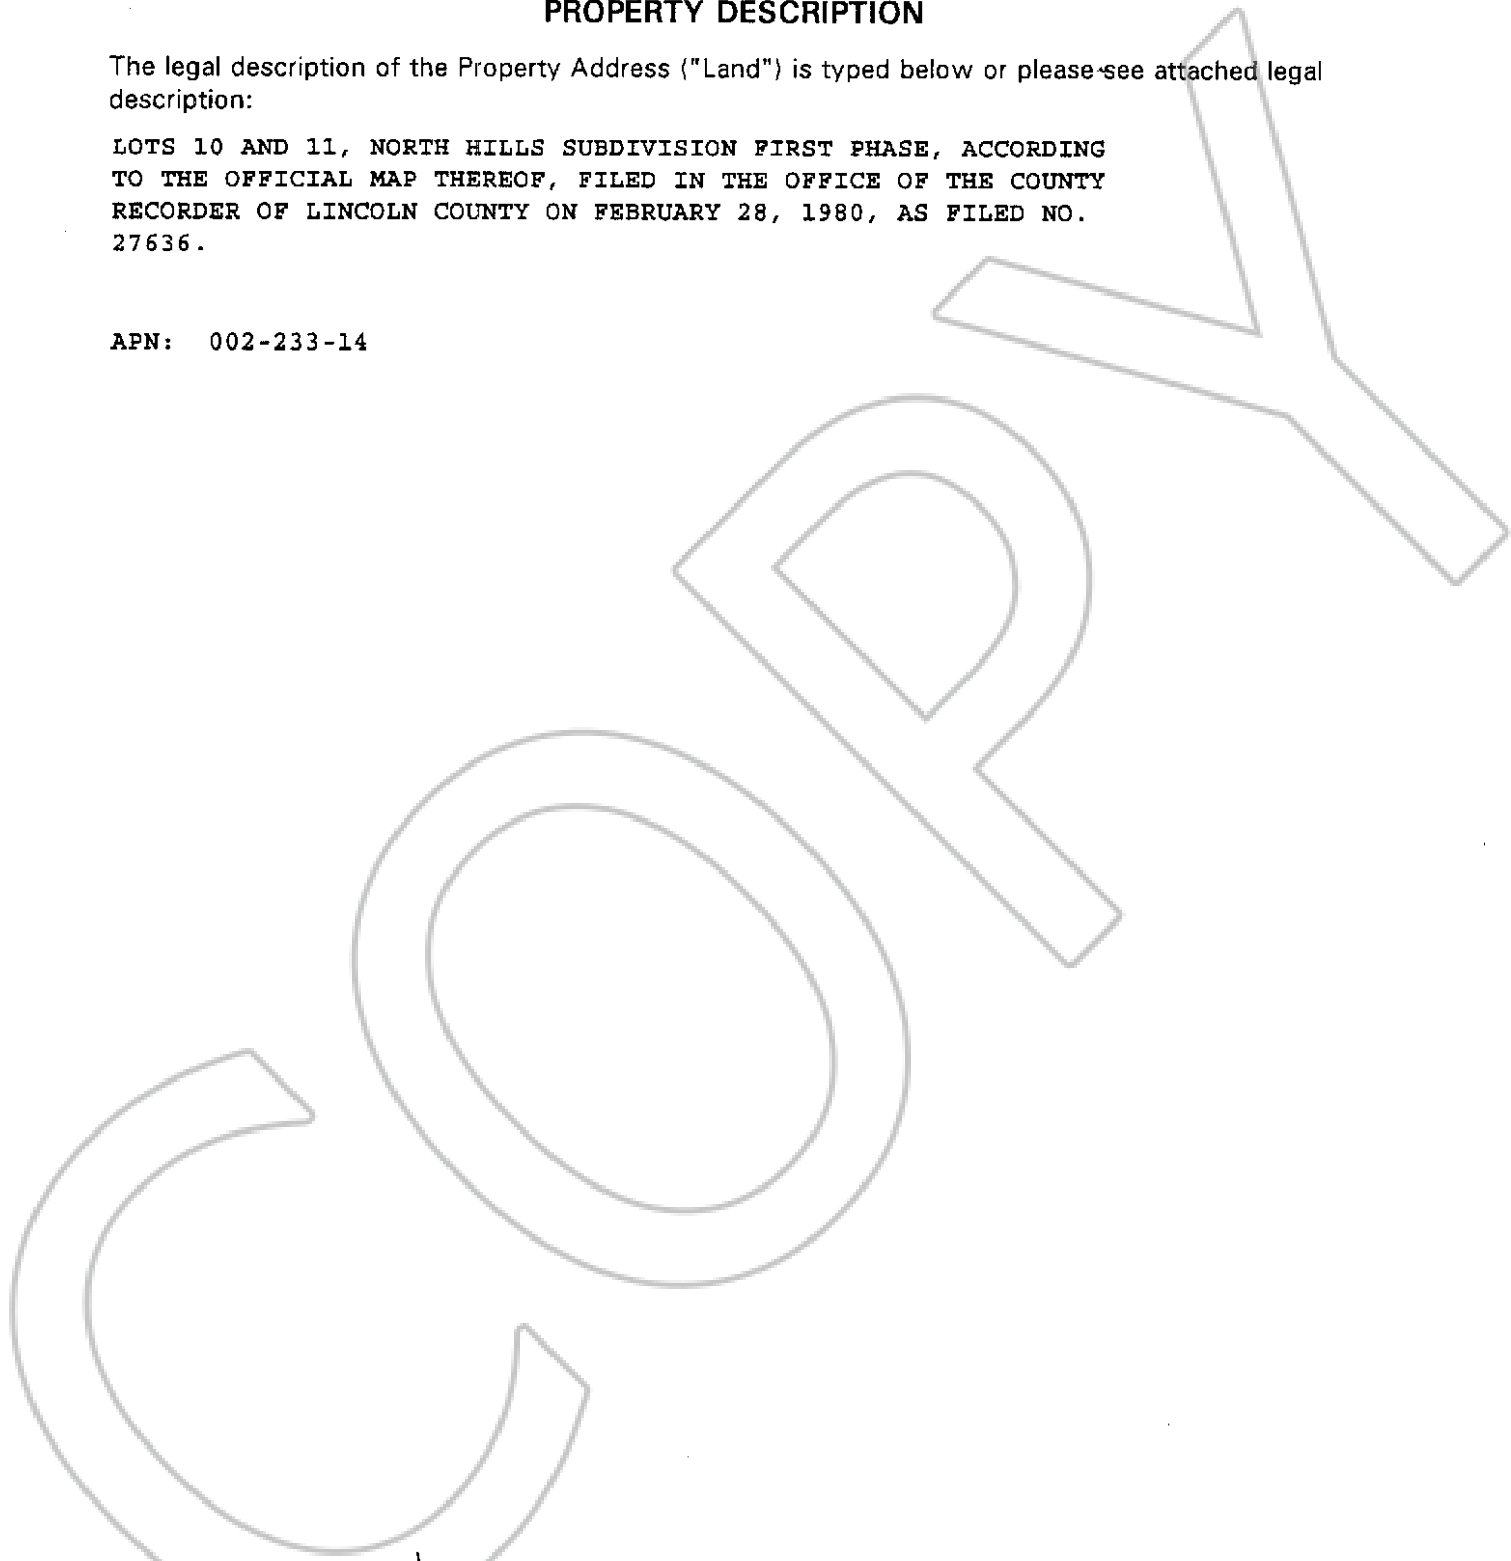 PROPERTY DESCRIPTION
The legal description of the Property Address ("Land") is typed below or please see attached legal
description:
LOTS 10 AND 11, NORTH HILLS SUBDIVISION FIRST PHASE, ACCORDING
TO THE OFFICIAL MAP THEREOF, FILED IN THE OFFICE OF THE COUNTY
RECORDER OF LINCOLN COUNTY ON FEBRUARY 28, 1980, AS FILED NO.
27636.
APN: 002-233-14
COPY